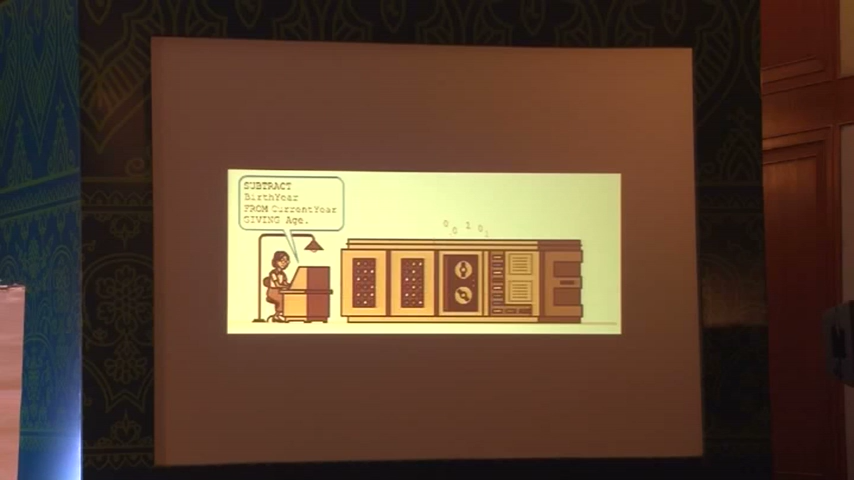 SUBTRACT
BirthYear
FROM CurrentYear
GIVING Age.
0 0 1 0 1